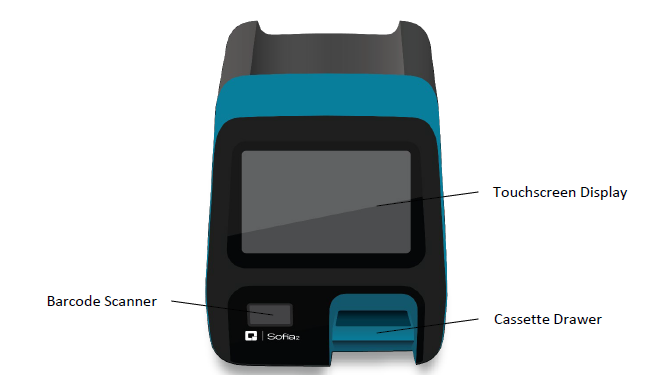 Touchscreen Display
Barcode Scanner
Cassette Drawer
Sofia2